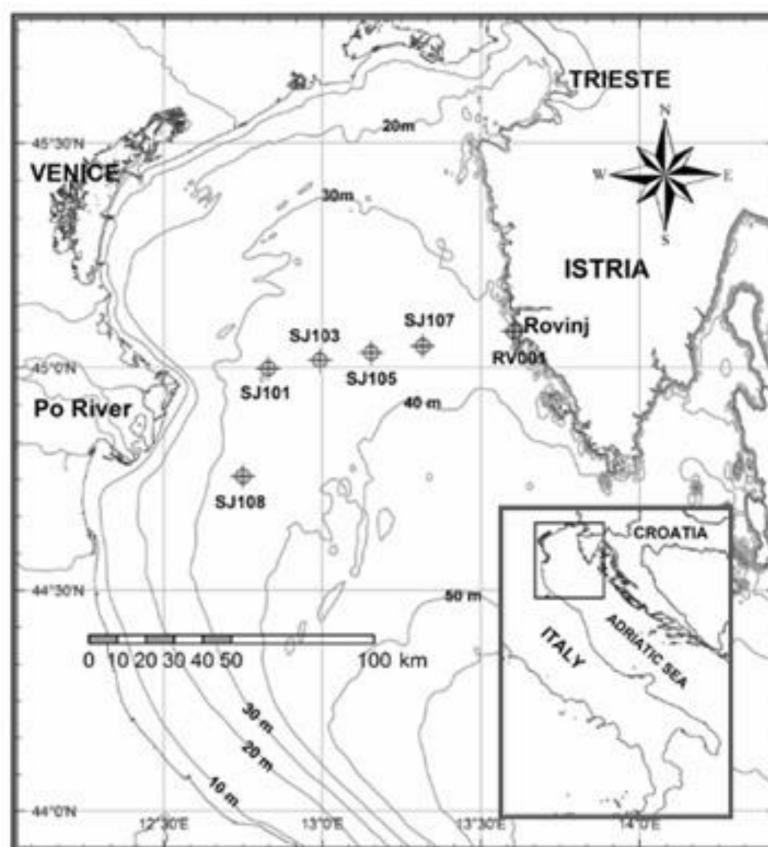 TRIESTE
20m
45°30'N
VENICE
N
W
E
S
30m
ISTRIA
SJ103
SJ107
Rovinj
RV001
45°0'N
SJ101
SJ105
Po River
40 m
SJ108
CROATIA
44°30'N
50 m
ADRIATIC SEA
ITALY
0 10 20 30 40 50 100 km
30 m
20 m
10 m
44°0'N
12°30'E
13°0'E
13°30'E
14°0'E